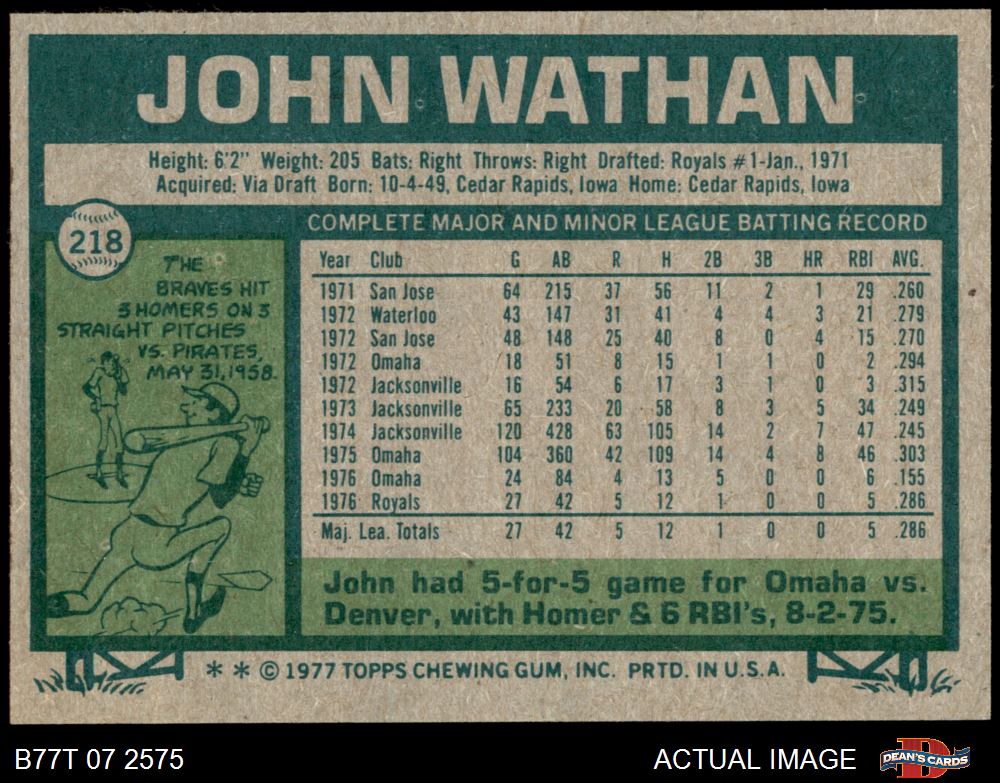 JOHN WATHAN
Height: 6'2" Weight: 205 Bats: Right Throws: Right Drafted: Royals #1-Jan., 1971
Acquired: Via Draft Born: 10-4-49, Cedar Rapids, Iowa Home: Cedar Rapids, Iowa
218
THE
BRAVES HIT
3 HOMERS ON 3
STRAIGHT PITCHES
VS. PIRATES,
MAY 31, 1958.
COMPLETE MAJOR AND MINOR LEAGUE BATTING RECORD
Year Club G AB R H 2B 3B HR RBI AVG.
1971 San Jose 64 215 37 56 11 2 1 29 .260
1972 Waterloo 43 147 31 41 4 4 3 21 .279
1972 San Jose 48 148 25 40 8 0 4 15 .270
1972 Omaha 18 51 8 15 1 1 0 2 .294
1972 Jacksonville 16 54 6 17 3 1 0 3 .315
1973 Jacksonville 65 233 20 58 8 3 5 34 .249
1974 Jacksonville 120 428 63 105 14 2 7 47 .245
1975 Omaha 104 360 42 109 14 4 8 46 .303
1976 Omaha 24 84 4 13 5 0 0 6 .155
1976 Royals 27 42 5 12 1 0 0 5 .286
Maj. Lea. Totals 27 42 5 12 1 0 0 5 .286
John had 5-for-5 game for Omaha vs.
Denver, with Homer & 6 RBI's, 8-2-75.
** © 1977 TOPPS CHEWING GUM, INC. PRTD. IN U.S.A.
B77T 07 2575
ACTUAL IMAGE
D
DEAN'S CARDS